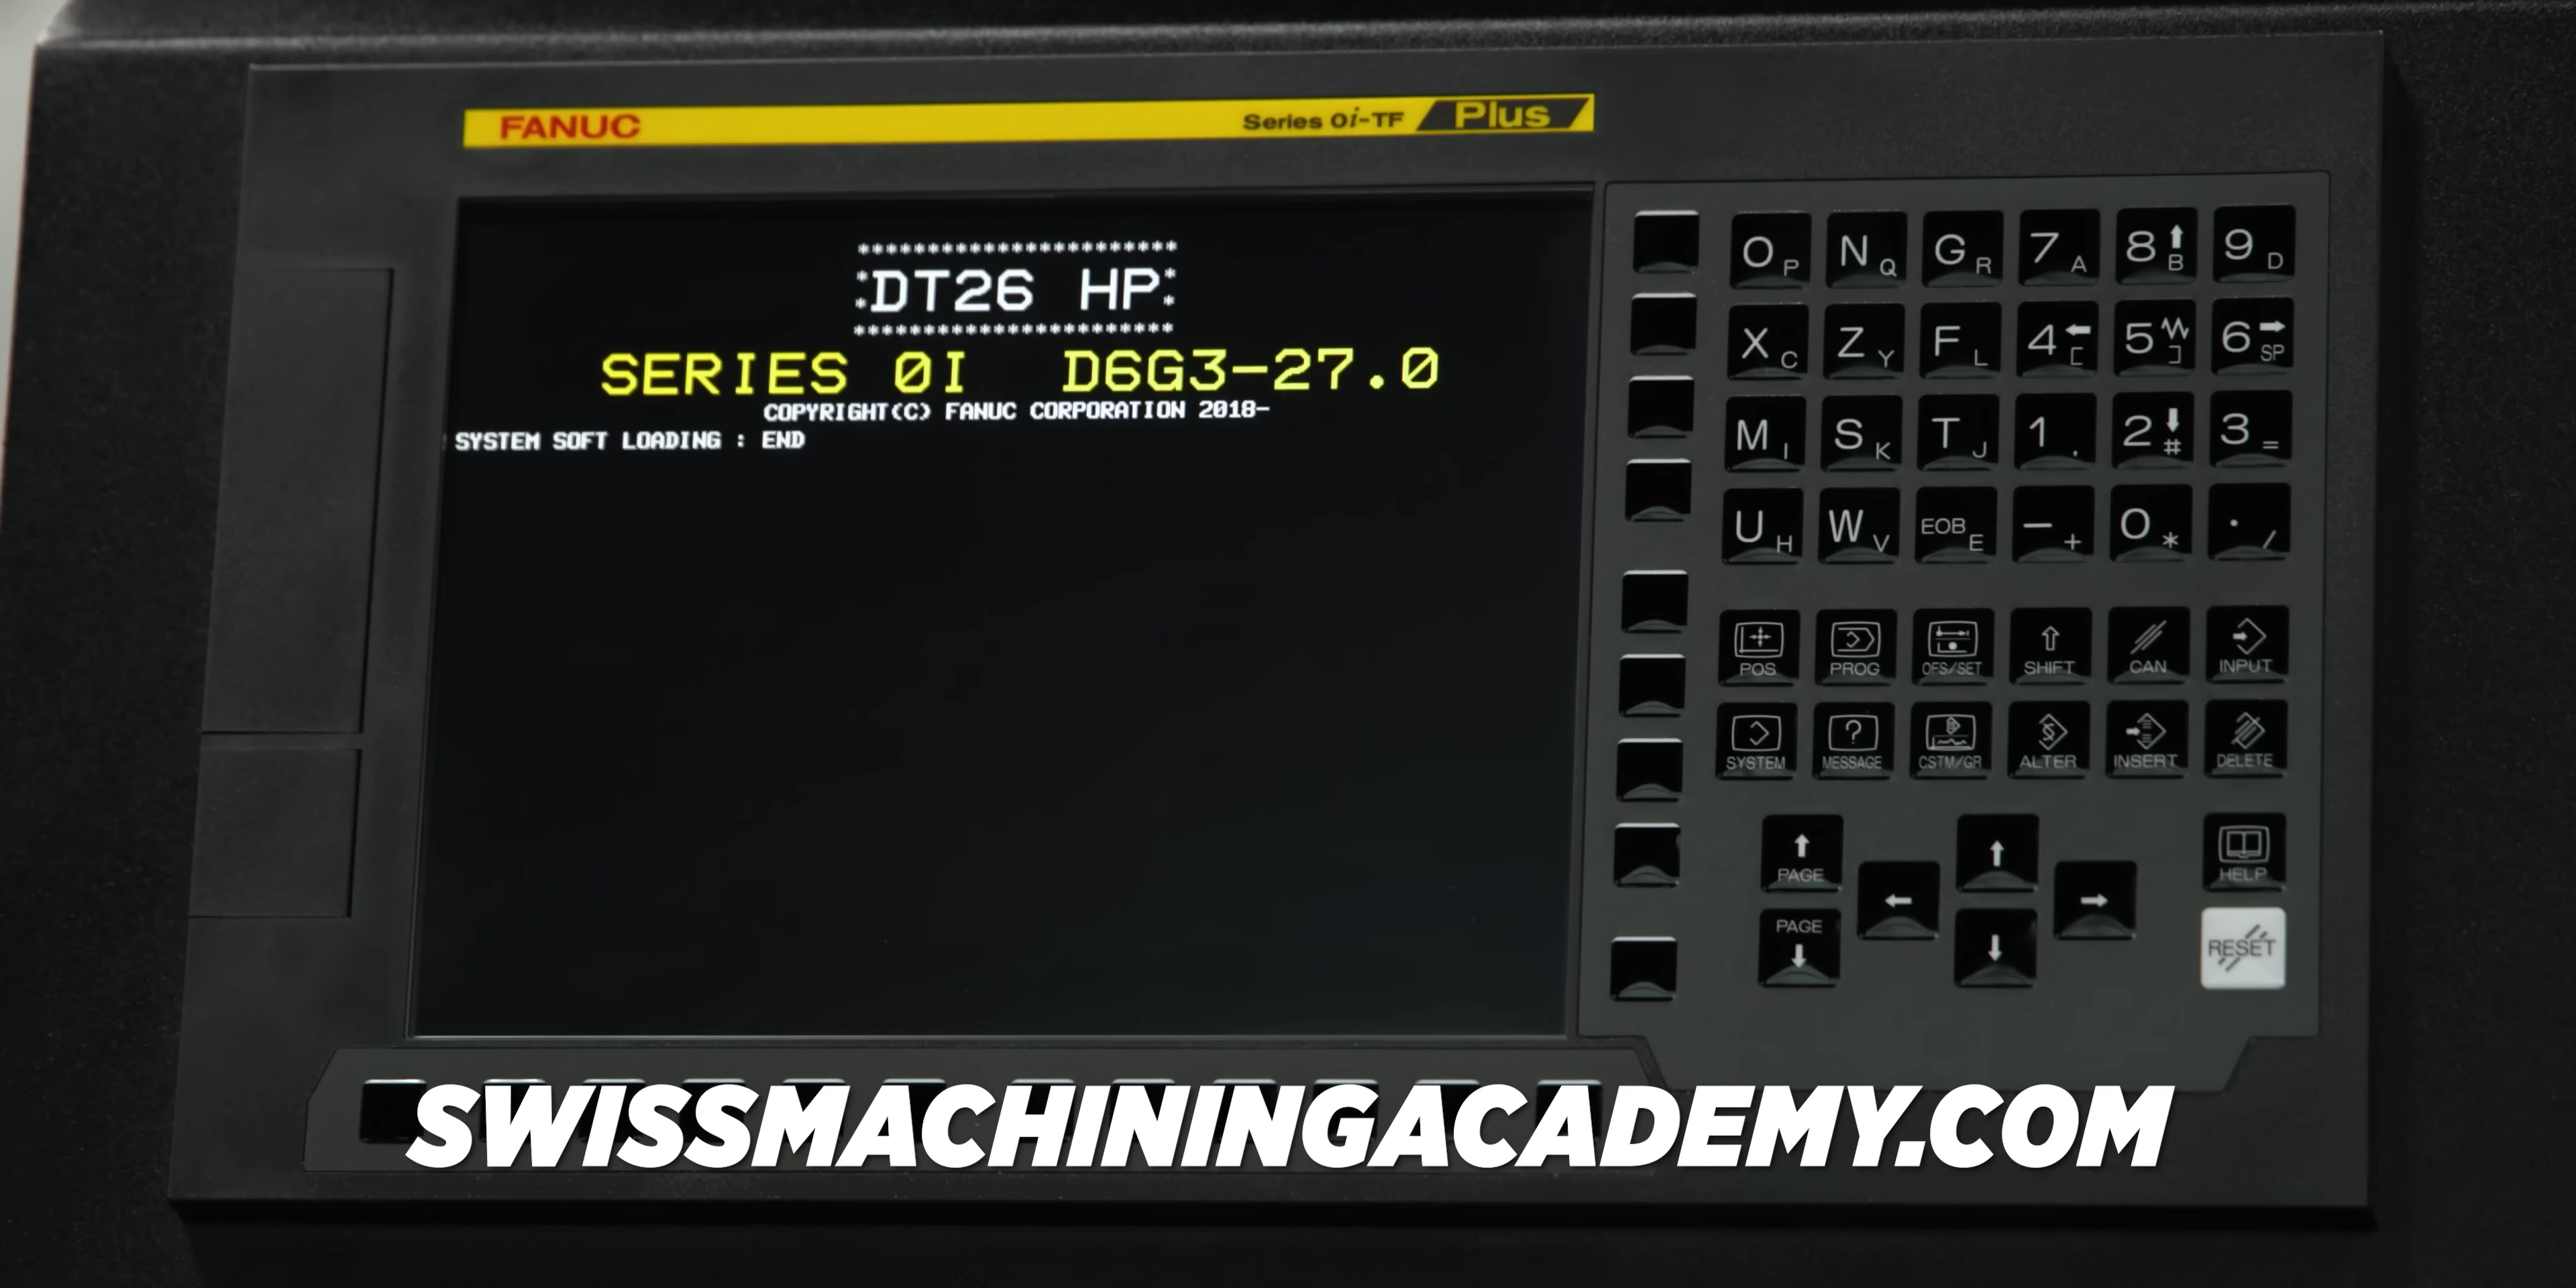 FANUC Series 0i-TF Plus
**********************
:DT26 HP:
**********************
SERIES 0I D6G3-27.0
COPYRIGHT(C) FANUC CORPORATION 2018-
SYSTEM SOFT LOADING : END
O P N Q G R 7 A 8 B 9 D
X C Z Y F L 4 [ 5 ] 6 SP
M I S K T J 1 , 2 # 3 =
U H W V EOB E - + 0 * . /
POS PROG OFS/SET SHIFT CAN INPUT
SYSTEM MESSAGE CSTM/GR ALTER INSERT DELETE
PAGE HELP
PAGE RESET
SWISSMACHININGACADEMY.COM